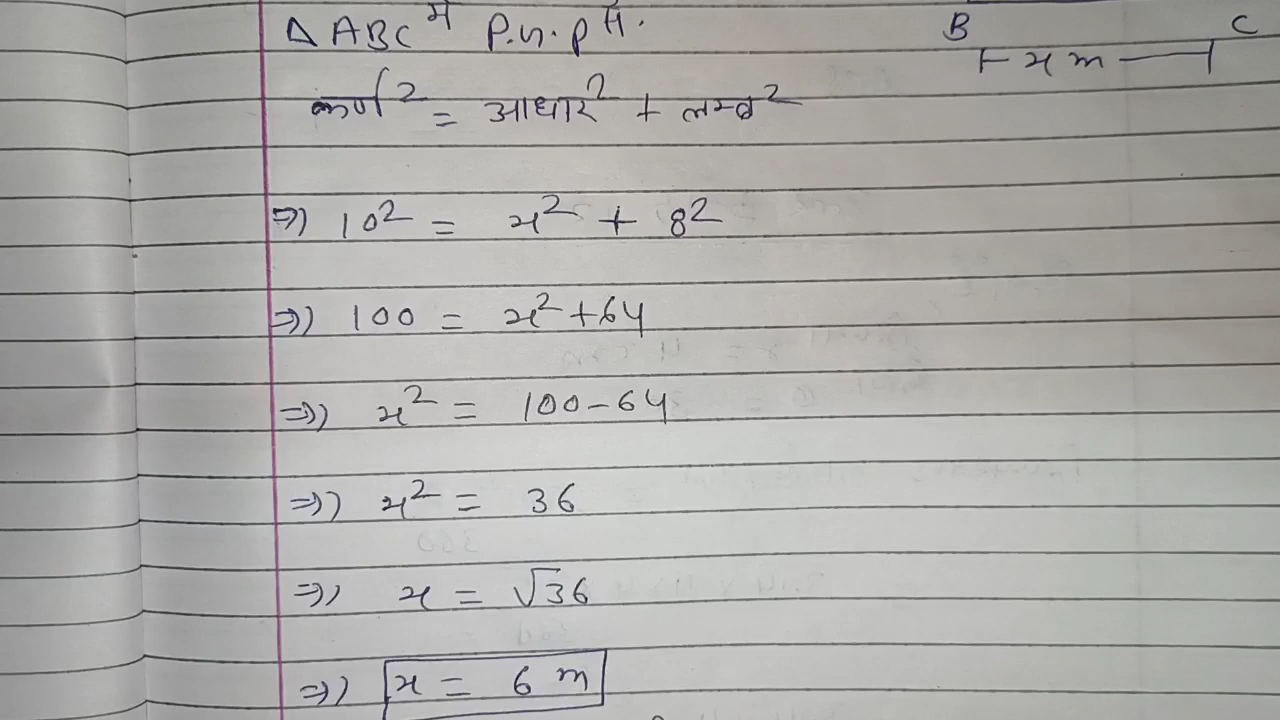 Δ ABC में P.y.p से.
B C
x m
कर्ण² = आधार² + लम्ब²
⇒) 10² = x² + 8²
⇒) 100 = x² + 64
⇒) x² = 100 - 64
⇒) x² = 36
⇒) x = √36
⇒) x = 6 m